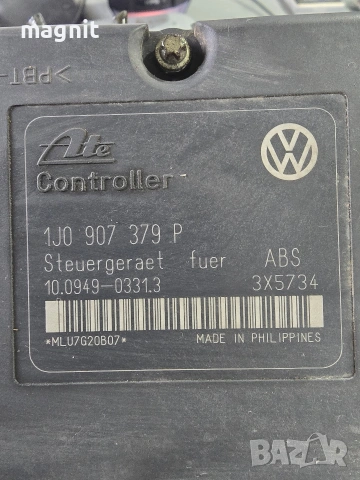 magnit
>PBT-
Ate
Controller
1J0 907 379 P
Steuergeraet fuer ABS
10.0949-0331.3 3X5734
*MLU7G20B07* MADE IN PHILIPPINES
BAZAR